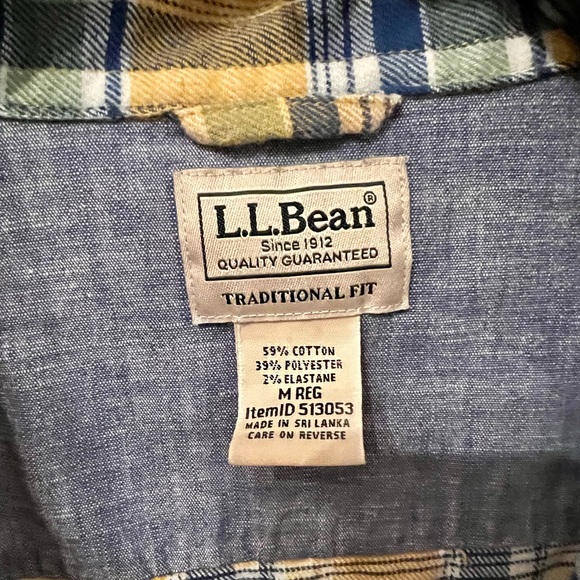 L.L.Bean®
Since 1912
QUALITY GUARANTEED
TRADITIONAL FIT
59% COTTON
39% POLYESTER
2% ELASTANE
M REG
ItemID 513053
MADE IN SRI LANKA
CARE ON REVERSE